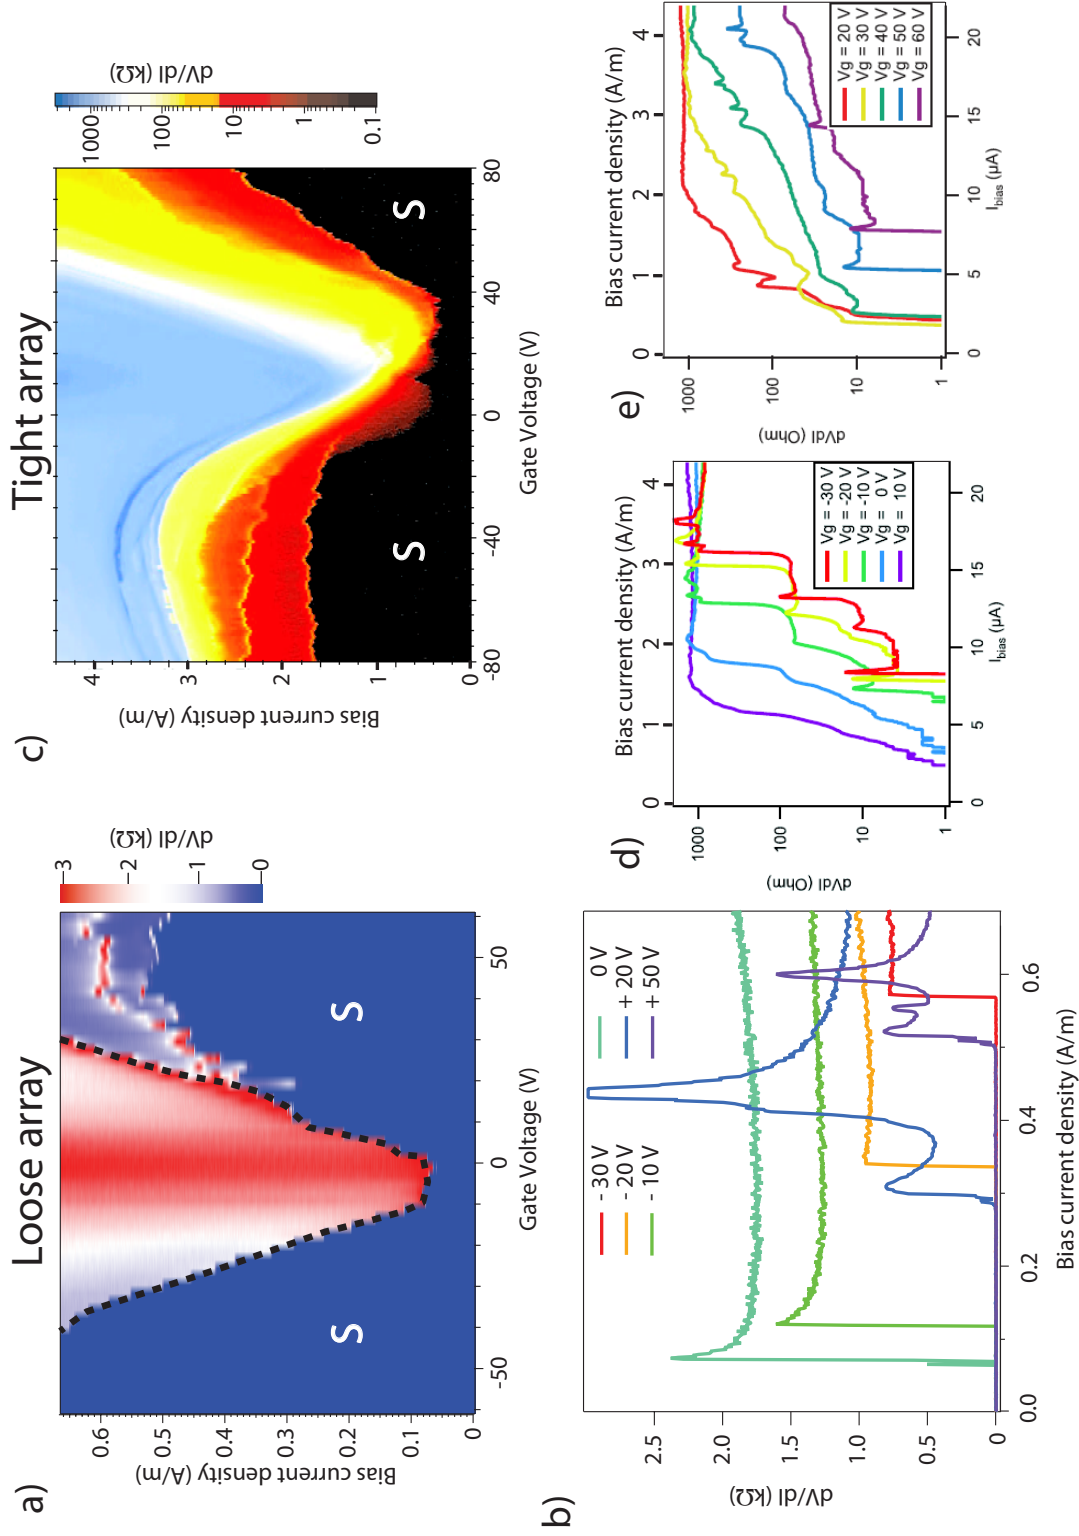 a)
Loose array
Bias current density (A/m)
0.6
0.5
0.4
0.3
0.2
0.1
0
-50
0
50
Gate Voltage (V)
S
S
3
2
1
0
dV/dI (kΩ)
b)
dV/dI (kΩ)
2.5
2.0
1.5
1.0
0.5
0
0.0
0.2
0.4
0.6
Bias current density (A/m)
- 30 V
- 20 V
- 10 V
0 V
+ 20 V
+ 50 V
c)
Tight array
Bias current density (A/m)
4
3
2
1
0
-80
-40
0
40
80
Gate Voltage (V)
S
S
1000
100
10
1
0.1
dV/dI (kΩ)
d)
Bias current density (A/m)
0
1
2
3
4
dVdI (Ohm)
1000
100
10
1
0
5
10
15
20
Ibias (μA)
Vg = -30 V
Vg = -20 V
Vg = -10 V
Vg = 0 V
Vg = 10 V
e)
Bias current density (A/m)
0
1
2
3
4
dVdI (Ohm)
1000
100
10
1
0
5
10
15
20
Ibias (μA)
Vg = 20 V
Vg = 30 V
Vg = 40 V
Vg = 50 V
Vg = 60 V